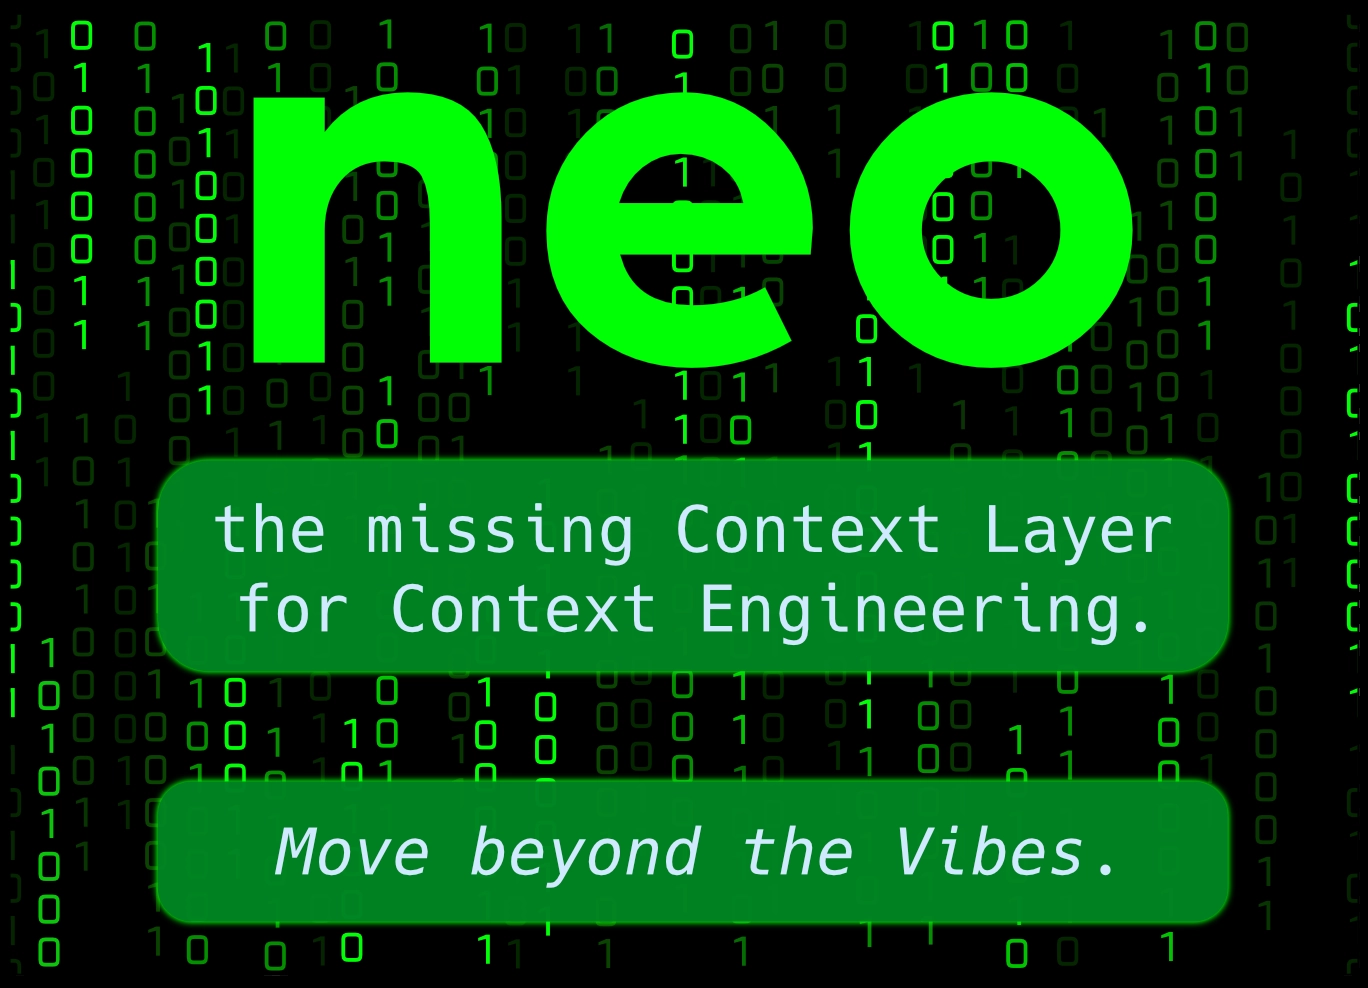 neo
the missing Context Layer
for Context Engineering.
Move beyond the Vibes.